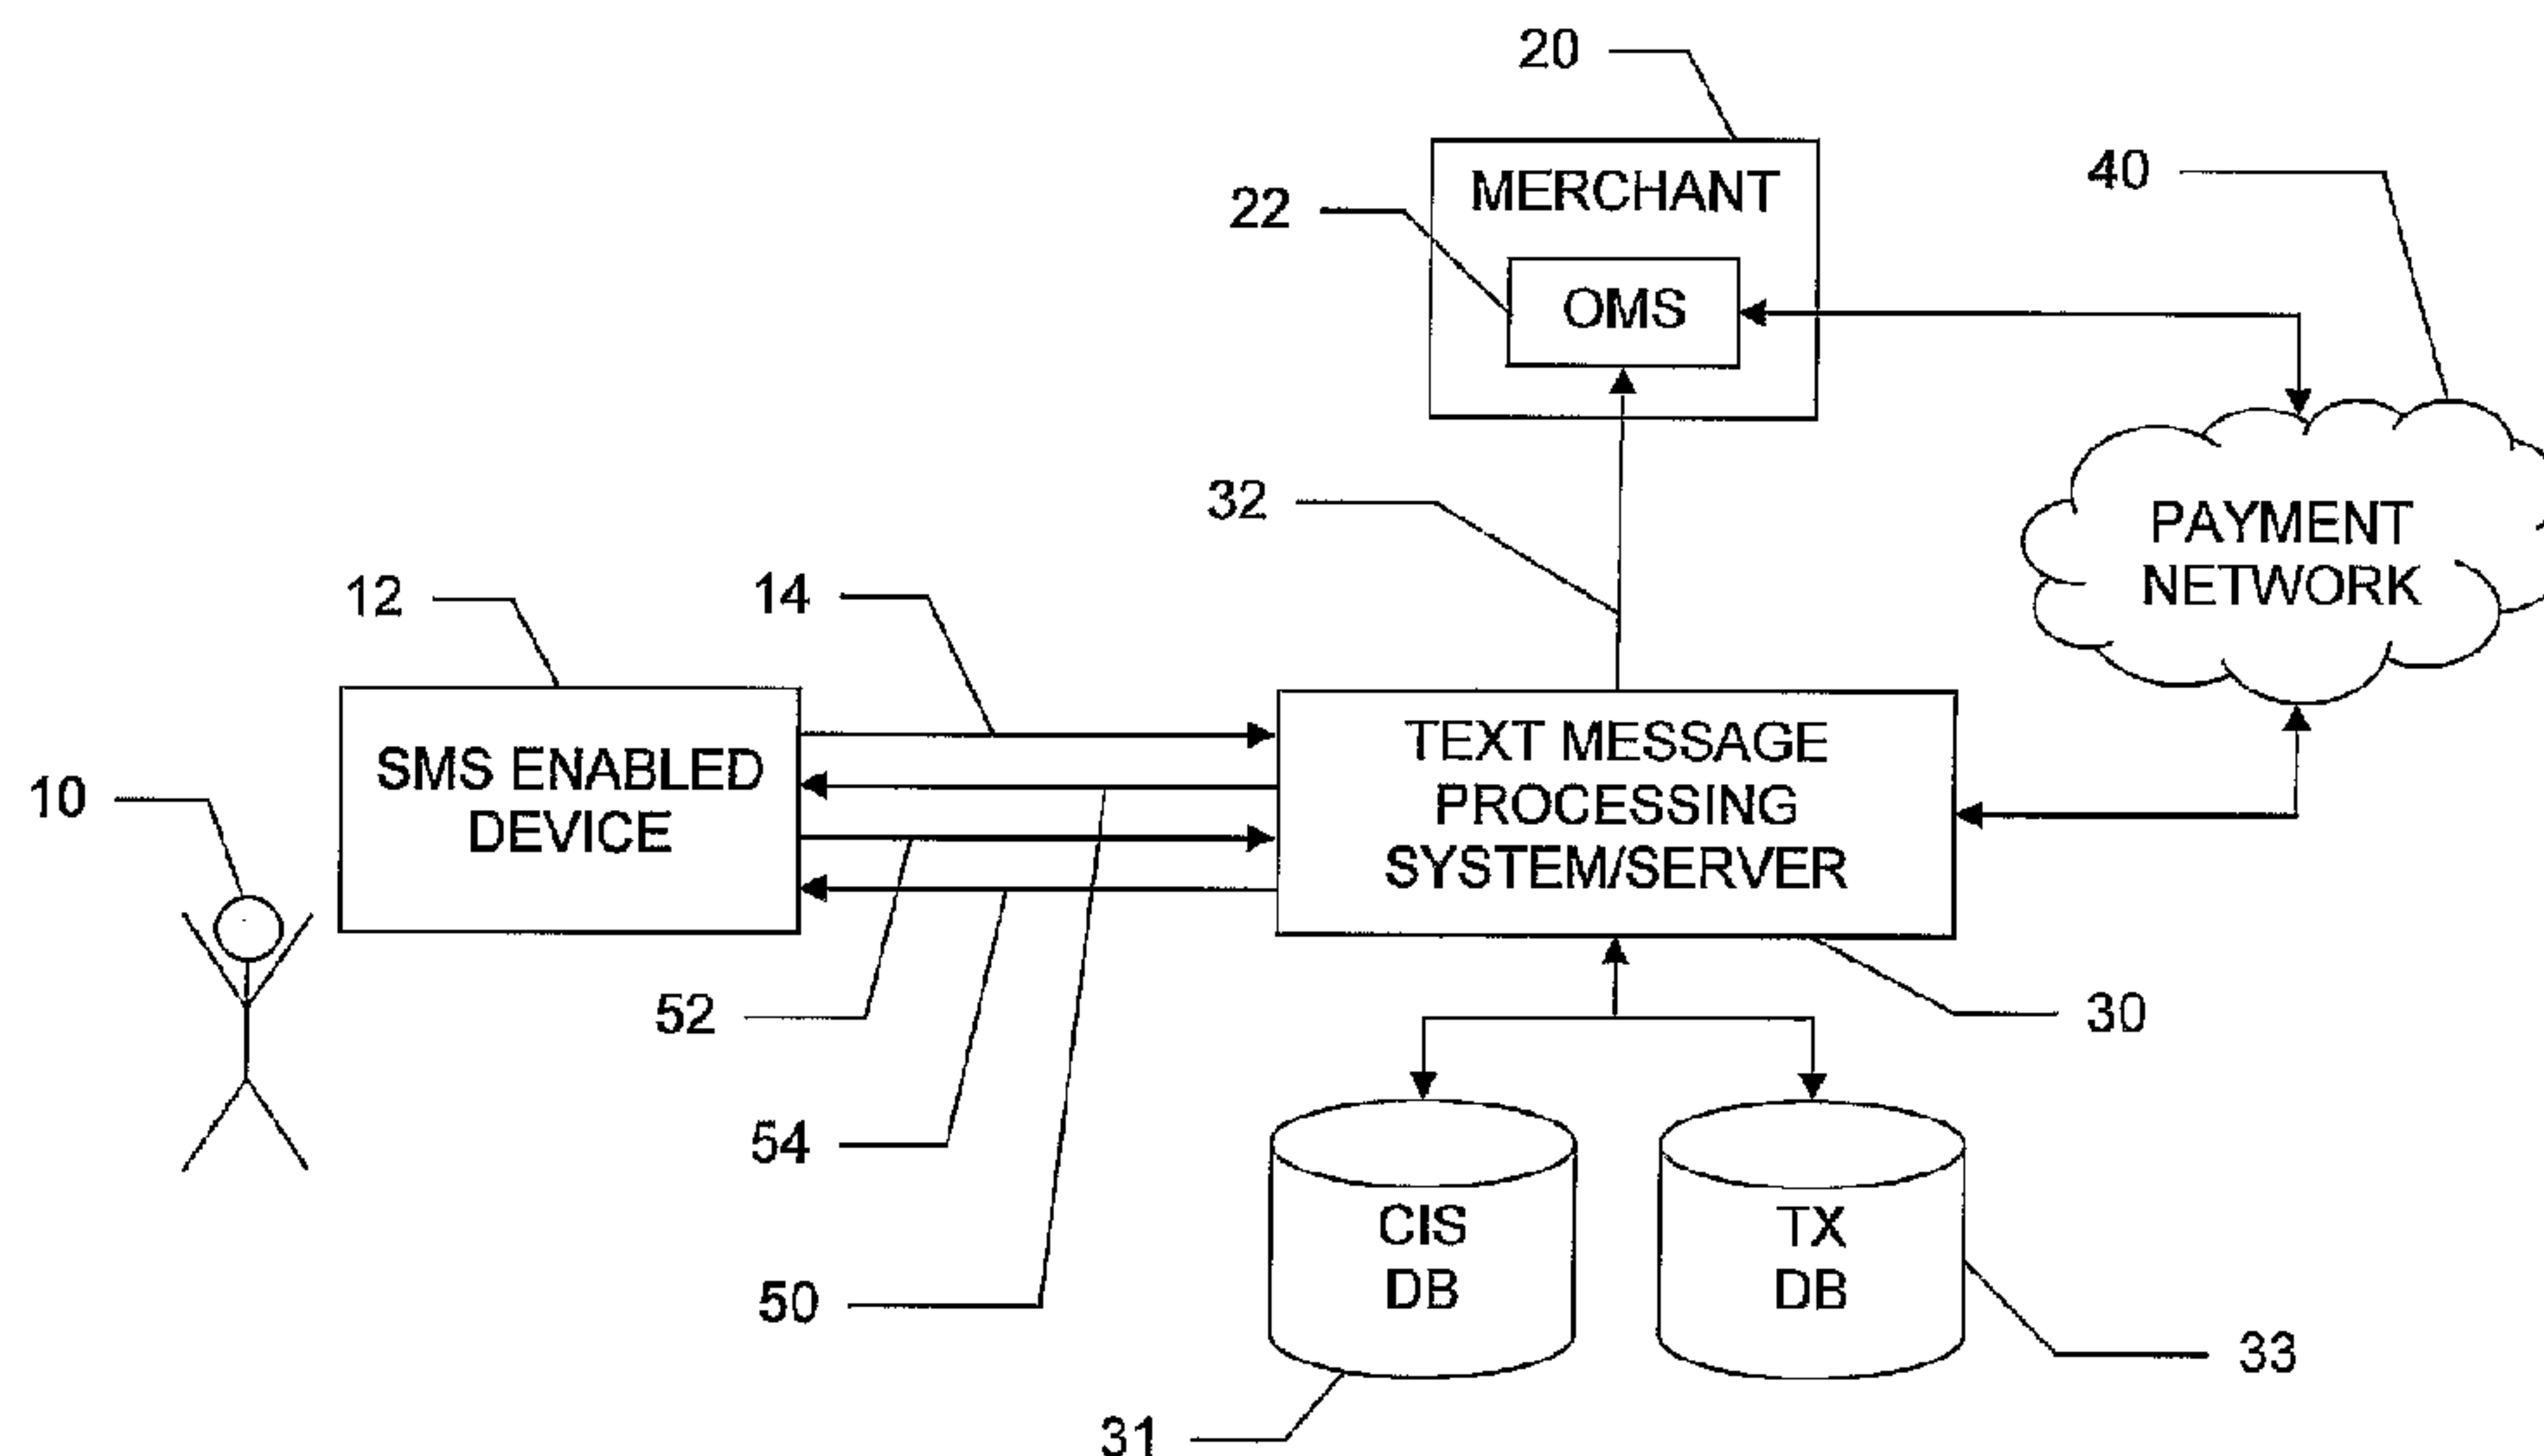 20
MERCHANT
40
22
OMS
32
PAYMENT
NETWORK
12
14
SMS ENABLED
DEVICE
TEXT MESSAGE
PROCESSING
SYSTEM/SERVER
10
52
30
54
CIS
DB
TX
DB
50
33
31